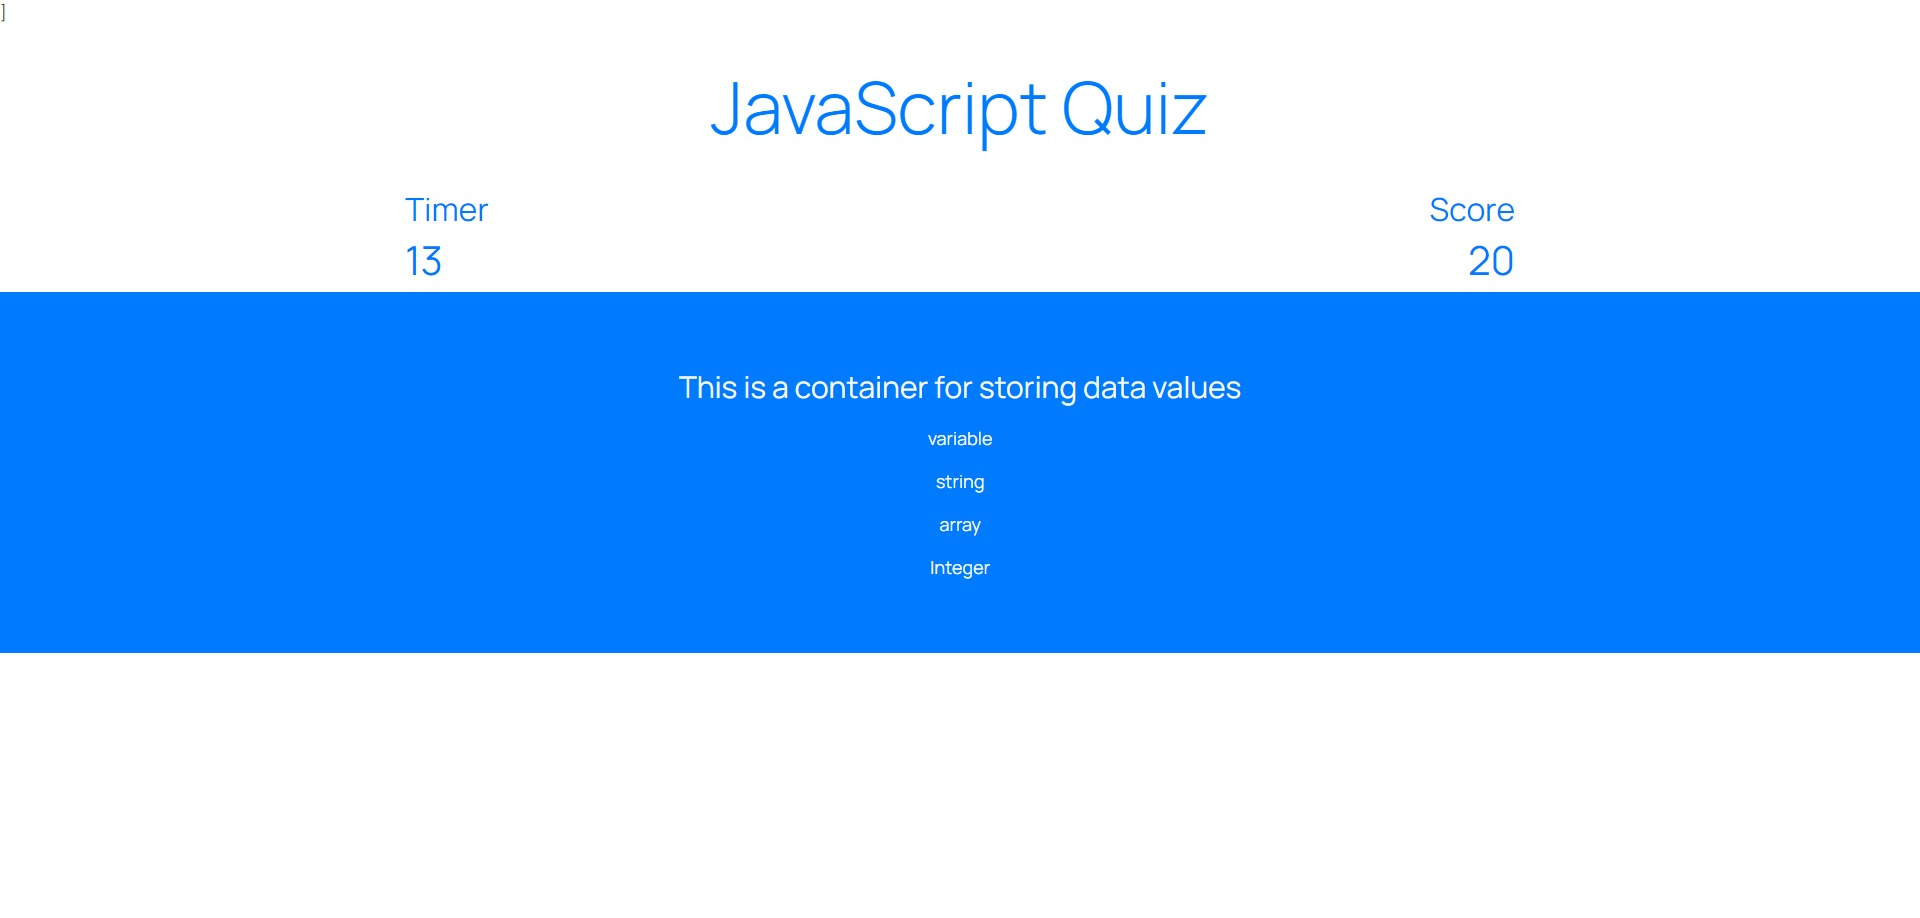 ]
JavaScript Quiz
Timer
Score
13
20
This is a container for storing data values
variable
string
array
Integer